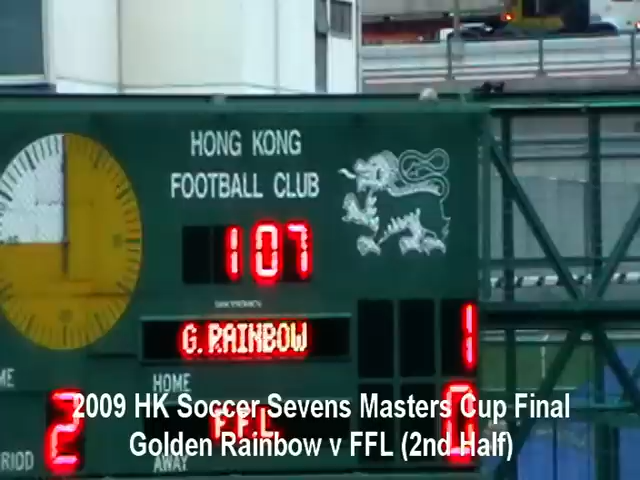 HONG KONG
FOOTBALL CLUB
107
G.RAINBOW
1
HOME
2
F.F.L
0
AWAY
2009 HK Soccer Sevens Masters Cup Final
Golden Rainbow v FFL (2nd Half)